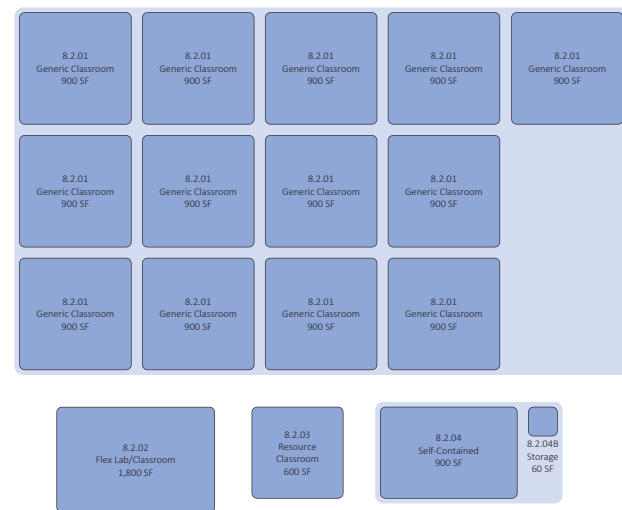 8.2.01
Generic Classroom
900 SF
8.2.01
Generic Classroom
900 SF
8.2.01
Generic Classroom
900 SF
8.2.01
Generic Classroom
900 SF
8.2.01
Generic Classroom
900 SF
8.2.01
Generic Classroom
900 SF
8.2.01
Generic Classroom
900 SF
8.2.01
Generic Classroom
900 SF
8.2.01
Generic Classroom
900 SF
8.2.01
Generic Classroom
900 SF
8.2.01
Generic Classroom
900 SF
8.2.01
Generic Classroom
900 SF
8.2.01
Generic Classroom
900 SF
8.2.02
Flex Lab/Classroom
1,800 SF
8.2.03
Resource
Classroom
600 SF
8.2.04
Self-Contained
900 SF
8.2.04B
Storage
60 SF